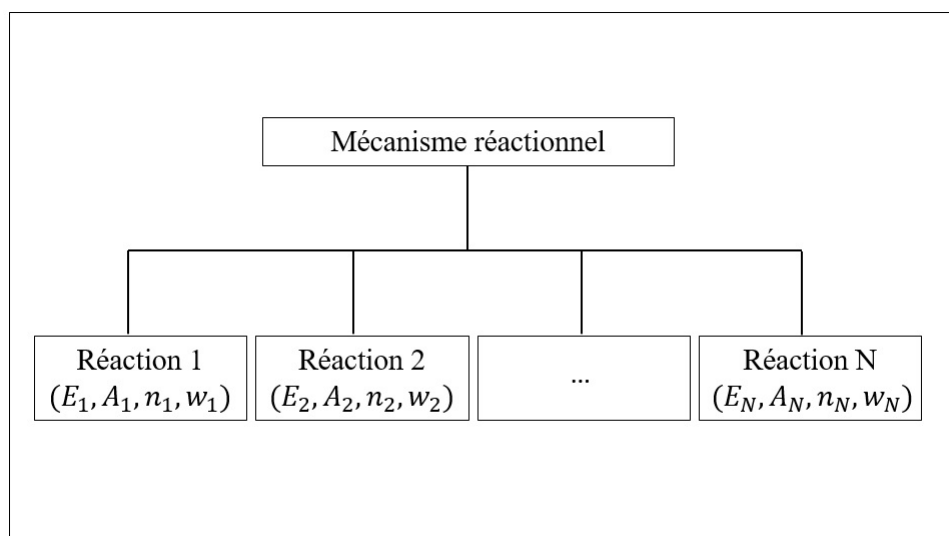 Mécanisme réactionnel
Réaction 1
(E₁, A₁, n₁, w₁)
Réaction 2
(E₂, A₂, n₂, w₂)
...
Réaction N
(E_N, A_N, n_N, w_N)